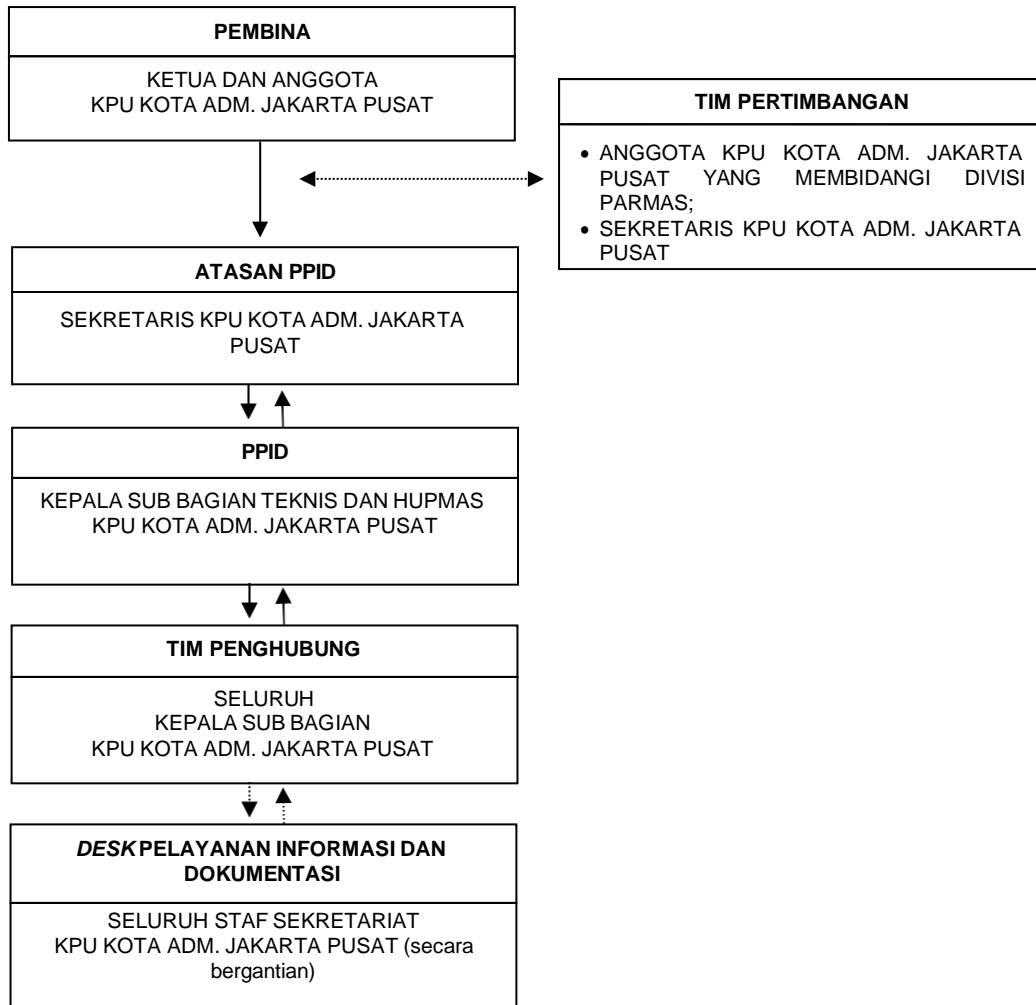 PEMBINA
KETUA DAN ANGGOTA
KPU KOTA ADM. JAKARTA PUSAT
TIM PERTIMBANGAN
• ANGGOTA KPU KOTA ADM. JAKARTA
PUSAT YANG MEMBIDANGI DIVISI
PARMAS;
• SEKRETARIS KPU KOTA ADM. JAKARTA
PUSAT
ATASAN PPID
SEKRETARIS KPU KOTA ADM. JAKARTA
PUSAT
PPID
KEPALA SUB BAGIAN TEKNIS DAN HUPMAS
KPU KOTA ADM. JAKARTA PUSAT
TIM PENGHUBUNG
SELURUH
KEPALA SUB BAGIAN
KPU KOTA ADM. JAKARTA PUSAT
DESK PELAYANAN INFORMASI DAN
DOKUMENTASI
SELURUH STAF SEKRETARIAT
KPU KOTA ADM. JAKARTA PUSAT (secara
bergantian)